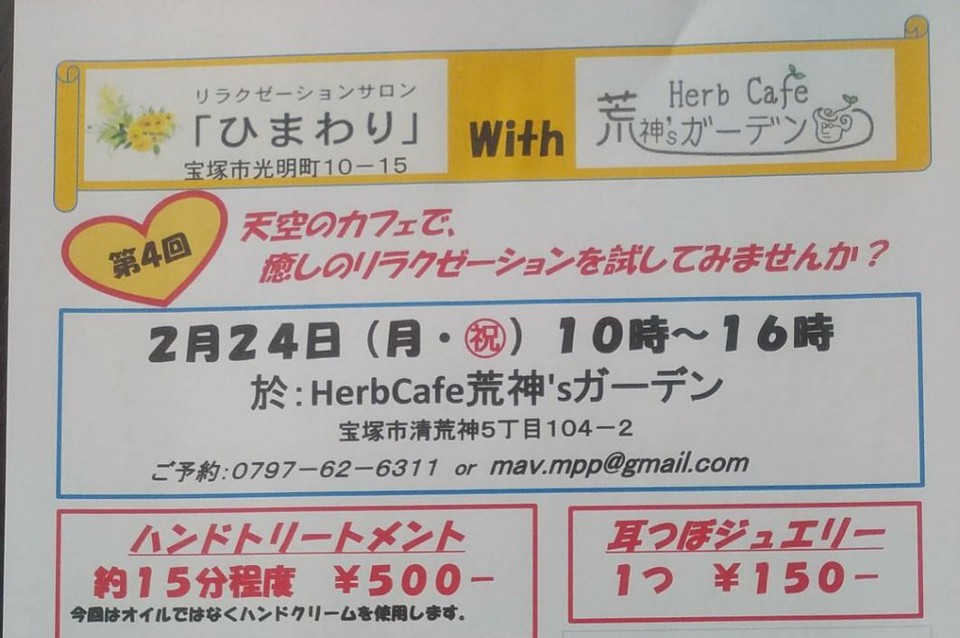 リラクゼーションサロン
「ひまわり」
宝塚市光明町10－15
With
Herb Cafe
荒神'sガーデン
第4回
天空のカフェで、
癒しのリラクゼーションを試してみませんか？
2月24日（月・㊗）10時～16時
於：HerbCafe荒神'sガーデン
宝塚市清荒神5丁目104－2
ご予約：0797－62－6311 or mav.mpp@gmail.com
ハンドトリートメント
約15分程度　￥500－
今回はオイルではなくハンドクリームを使用します。
耳つぼジュエリー
1つ　￥150－